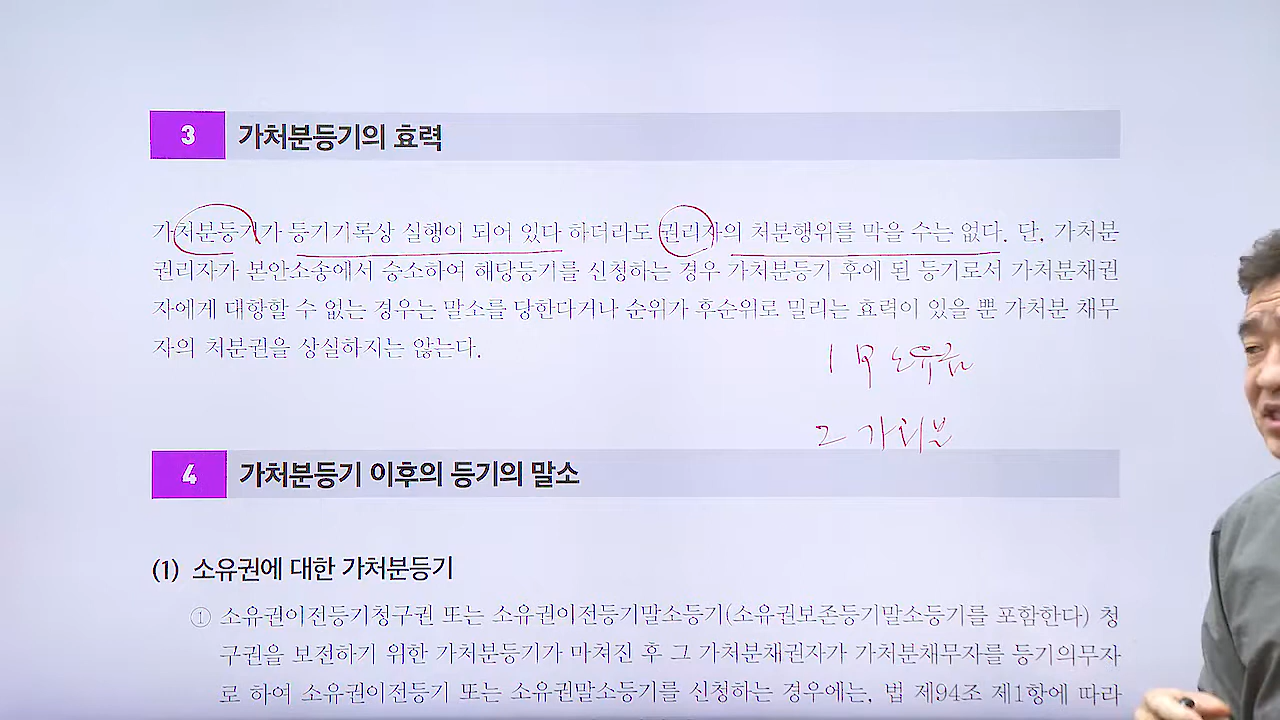 3 가처분등기의 효력
가처분등기가 등기기록상 실행이 되어 있다 하더라도 권리자의 처분행위를 막을 수는 없다. 단, 가처분
권리자가 본안소송에서 승소하여 해당등기를 신청하는 경우 가처분등기 후에 된 등기로서 가처분채권
자에게 대항할 수 없는 경우는 말소를 당한다거나 순위가 후순위로 밀리는 효력이 있을 뿐 가처분 채무
자의 처분권을 상실하지는 않는다.
1 부 소유권
2 가처분
4 가처분등기 이후의 등기의 말소
(1) 소유권에 대한 가처분등기
① 소유권이전등기청구권 또는 소유권이전등기말소등기(소유권보존등기말소등기를 포함한다) 청
구권을 보전하기 위한 가처분등기가 마쳐진 후 그 가처분채권자가 가처분채무자를 등기의무자
로 하여 소유권이전등기 또는 소유권말소등기를 신청하는 경우에는, 법 제94조 제1항에 따라